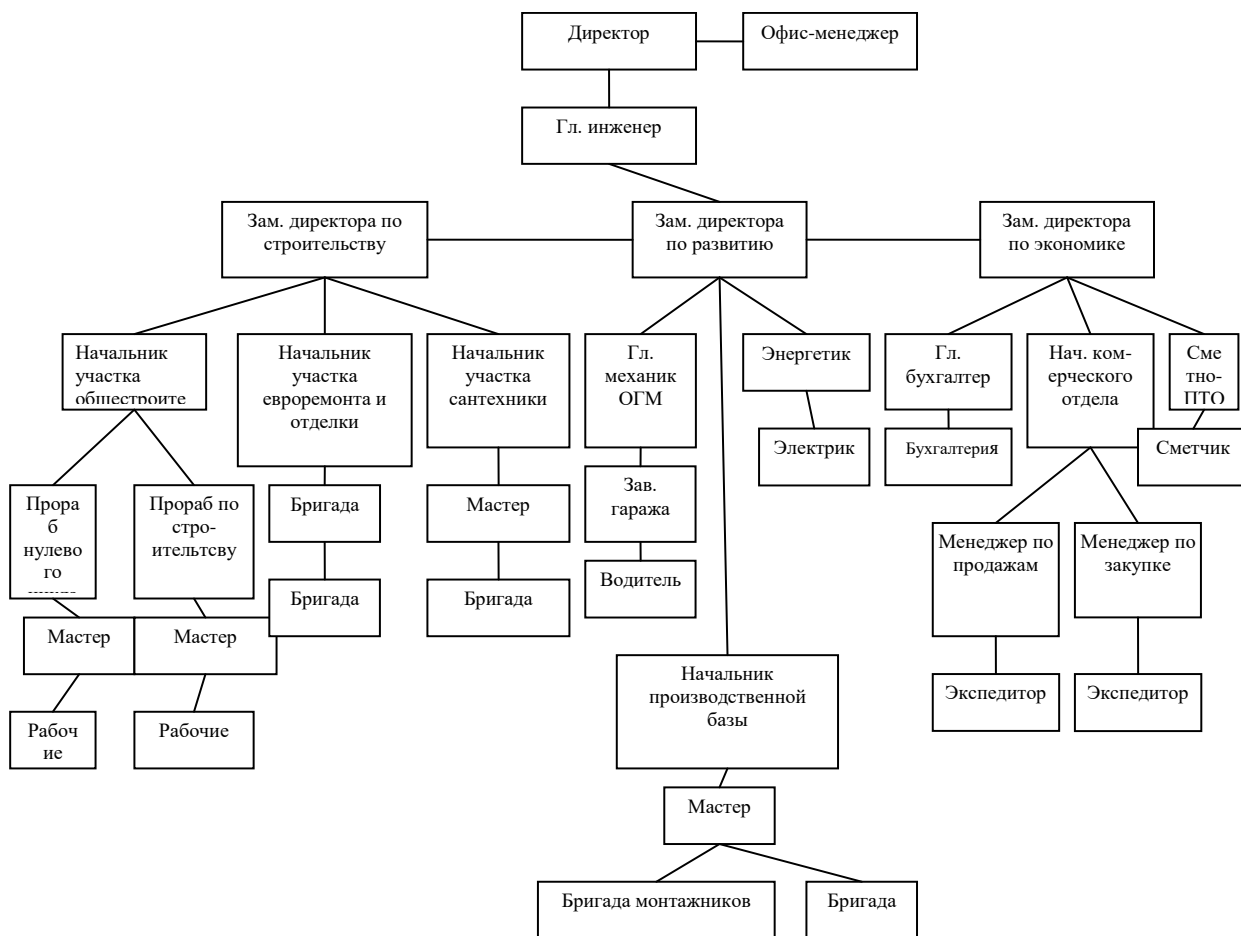 Директор
Офис-менеджер
Гл. инженер
Зам. директора по
строительству
Зам. директора
по развитию
Зам. директора
по экономике
Начальник
участка
общестроите
Начальник
участка
евроремонта и
отделки
Начальник
участка
сантехники
Гл.
механик
ОГМ
Энергетик
Гл.
бухгалтер
Нач. ком-
мерческого
отдела
Сме
тно-
ПТО
Электрик
Бухгалтерия
Сметчик
Прора
б
нулево
го
Прораб по
стро-
ительтсву
Бригада
Мастер
Зав.
гаража
Менеджер по
продажам
Менеджер по
закупке
Бригада
Бригада
Водитель
Мастер
Мастер
Начальник
производственной
базы
Экспедитор
Экспедитор
Рабоч
ие
Рабочие
Мастер
Бригада монтажников
Бригада